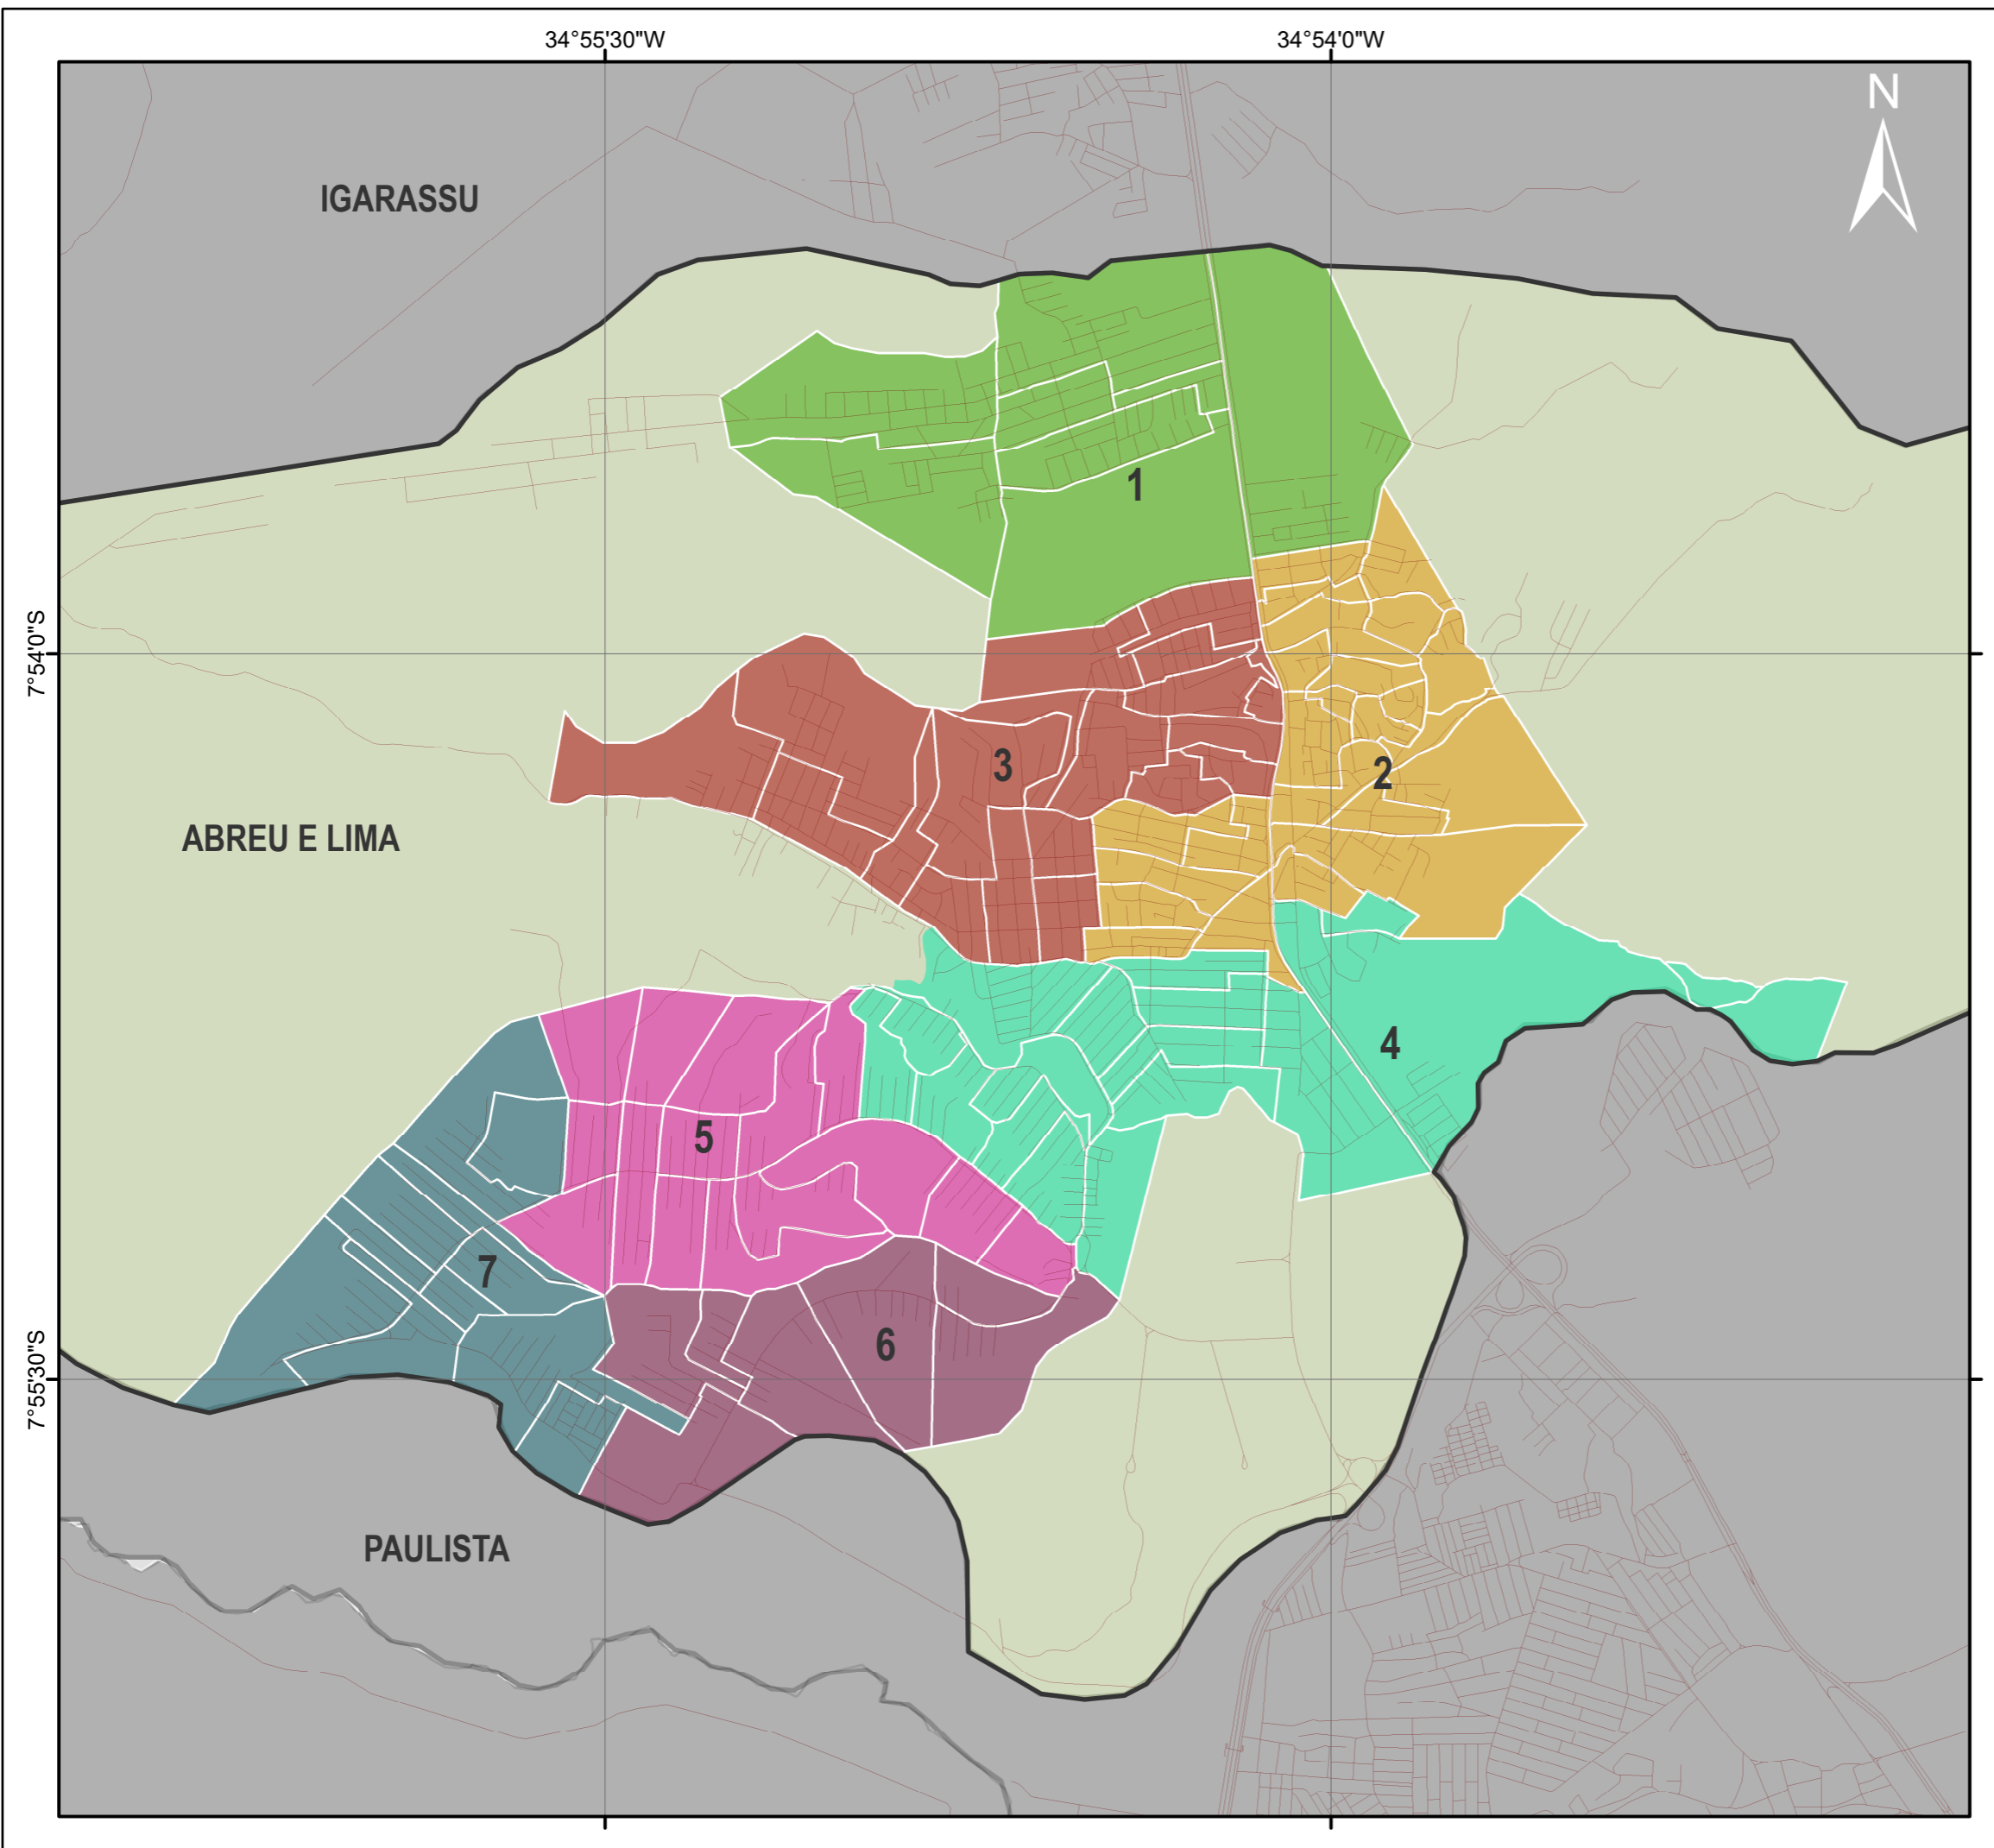 34°55'30"W
34°54'0"W
N
IGARASSU
1
7°54'0"S
3
2
ABREU E LIMA
4
5
7
6
7°55'30"S
PAULISTA